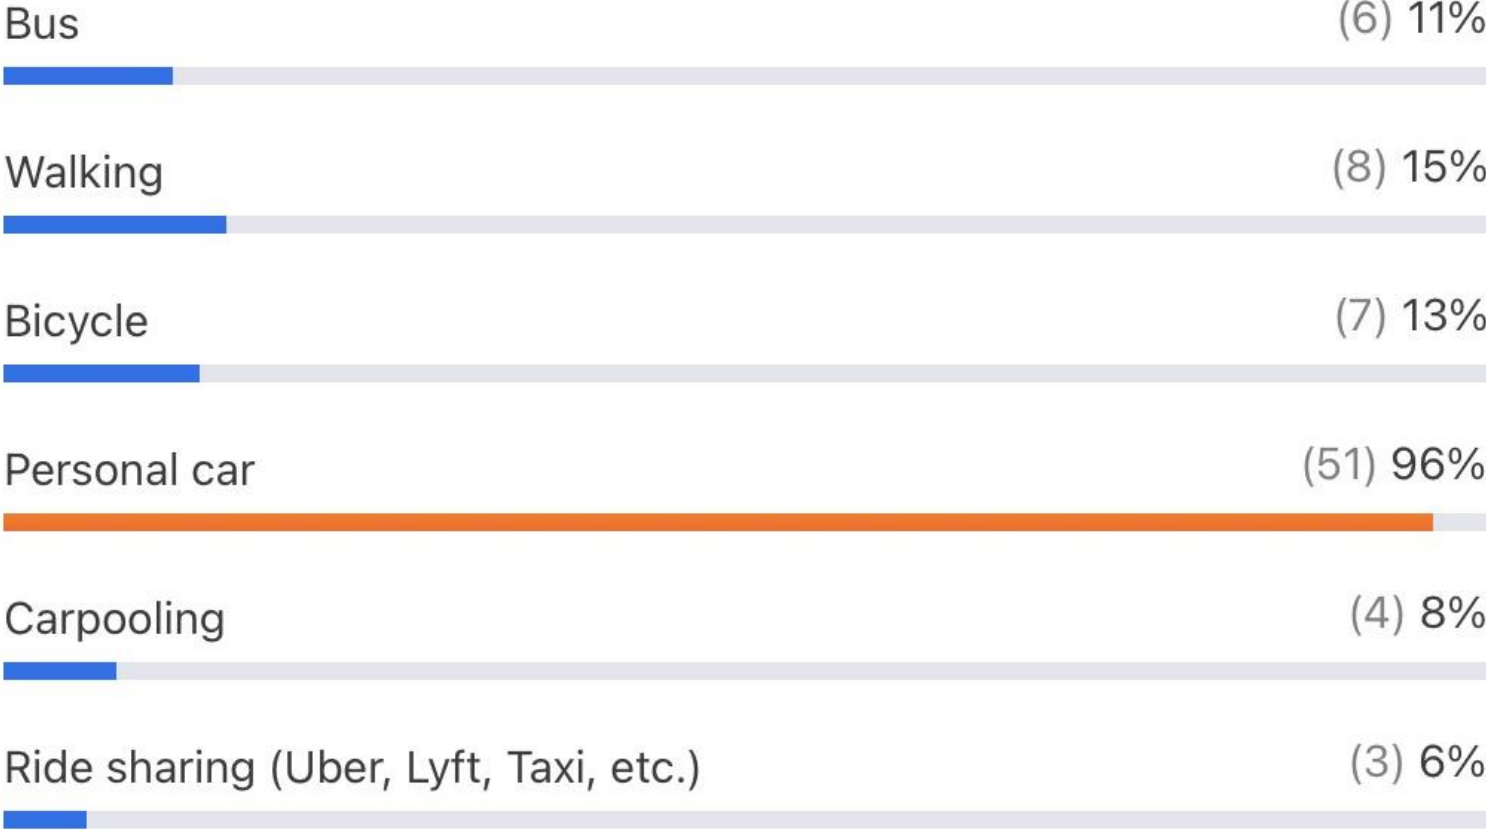 Bus (6) 11%
Walking (8) 15%
Bicycle (7) 13%
Personal car (51) 96%
Carpooling (4) 8%
Ride sharing (Uber, Lyft, Taxi, etc.) (3) 6%